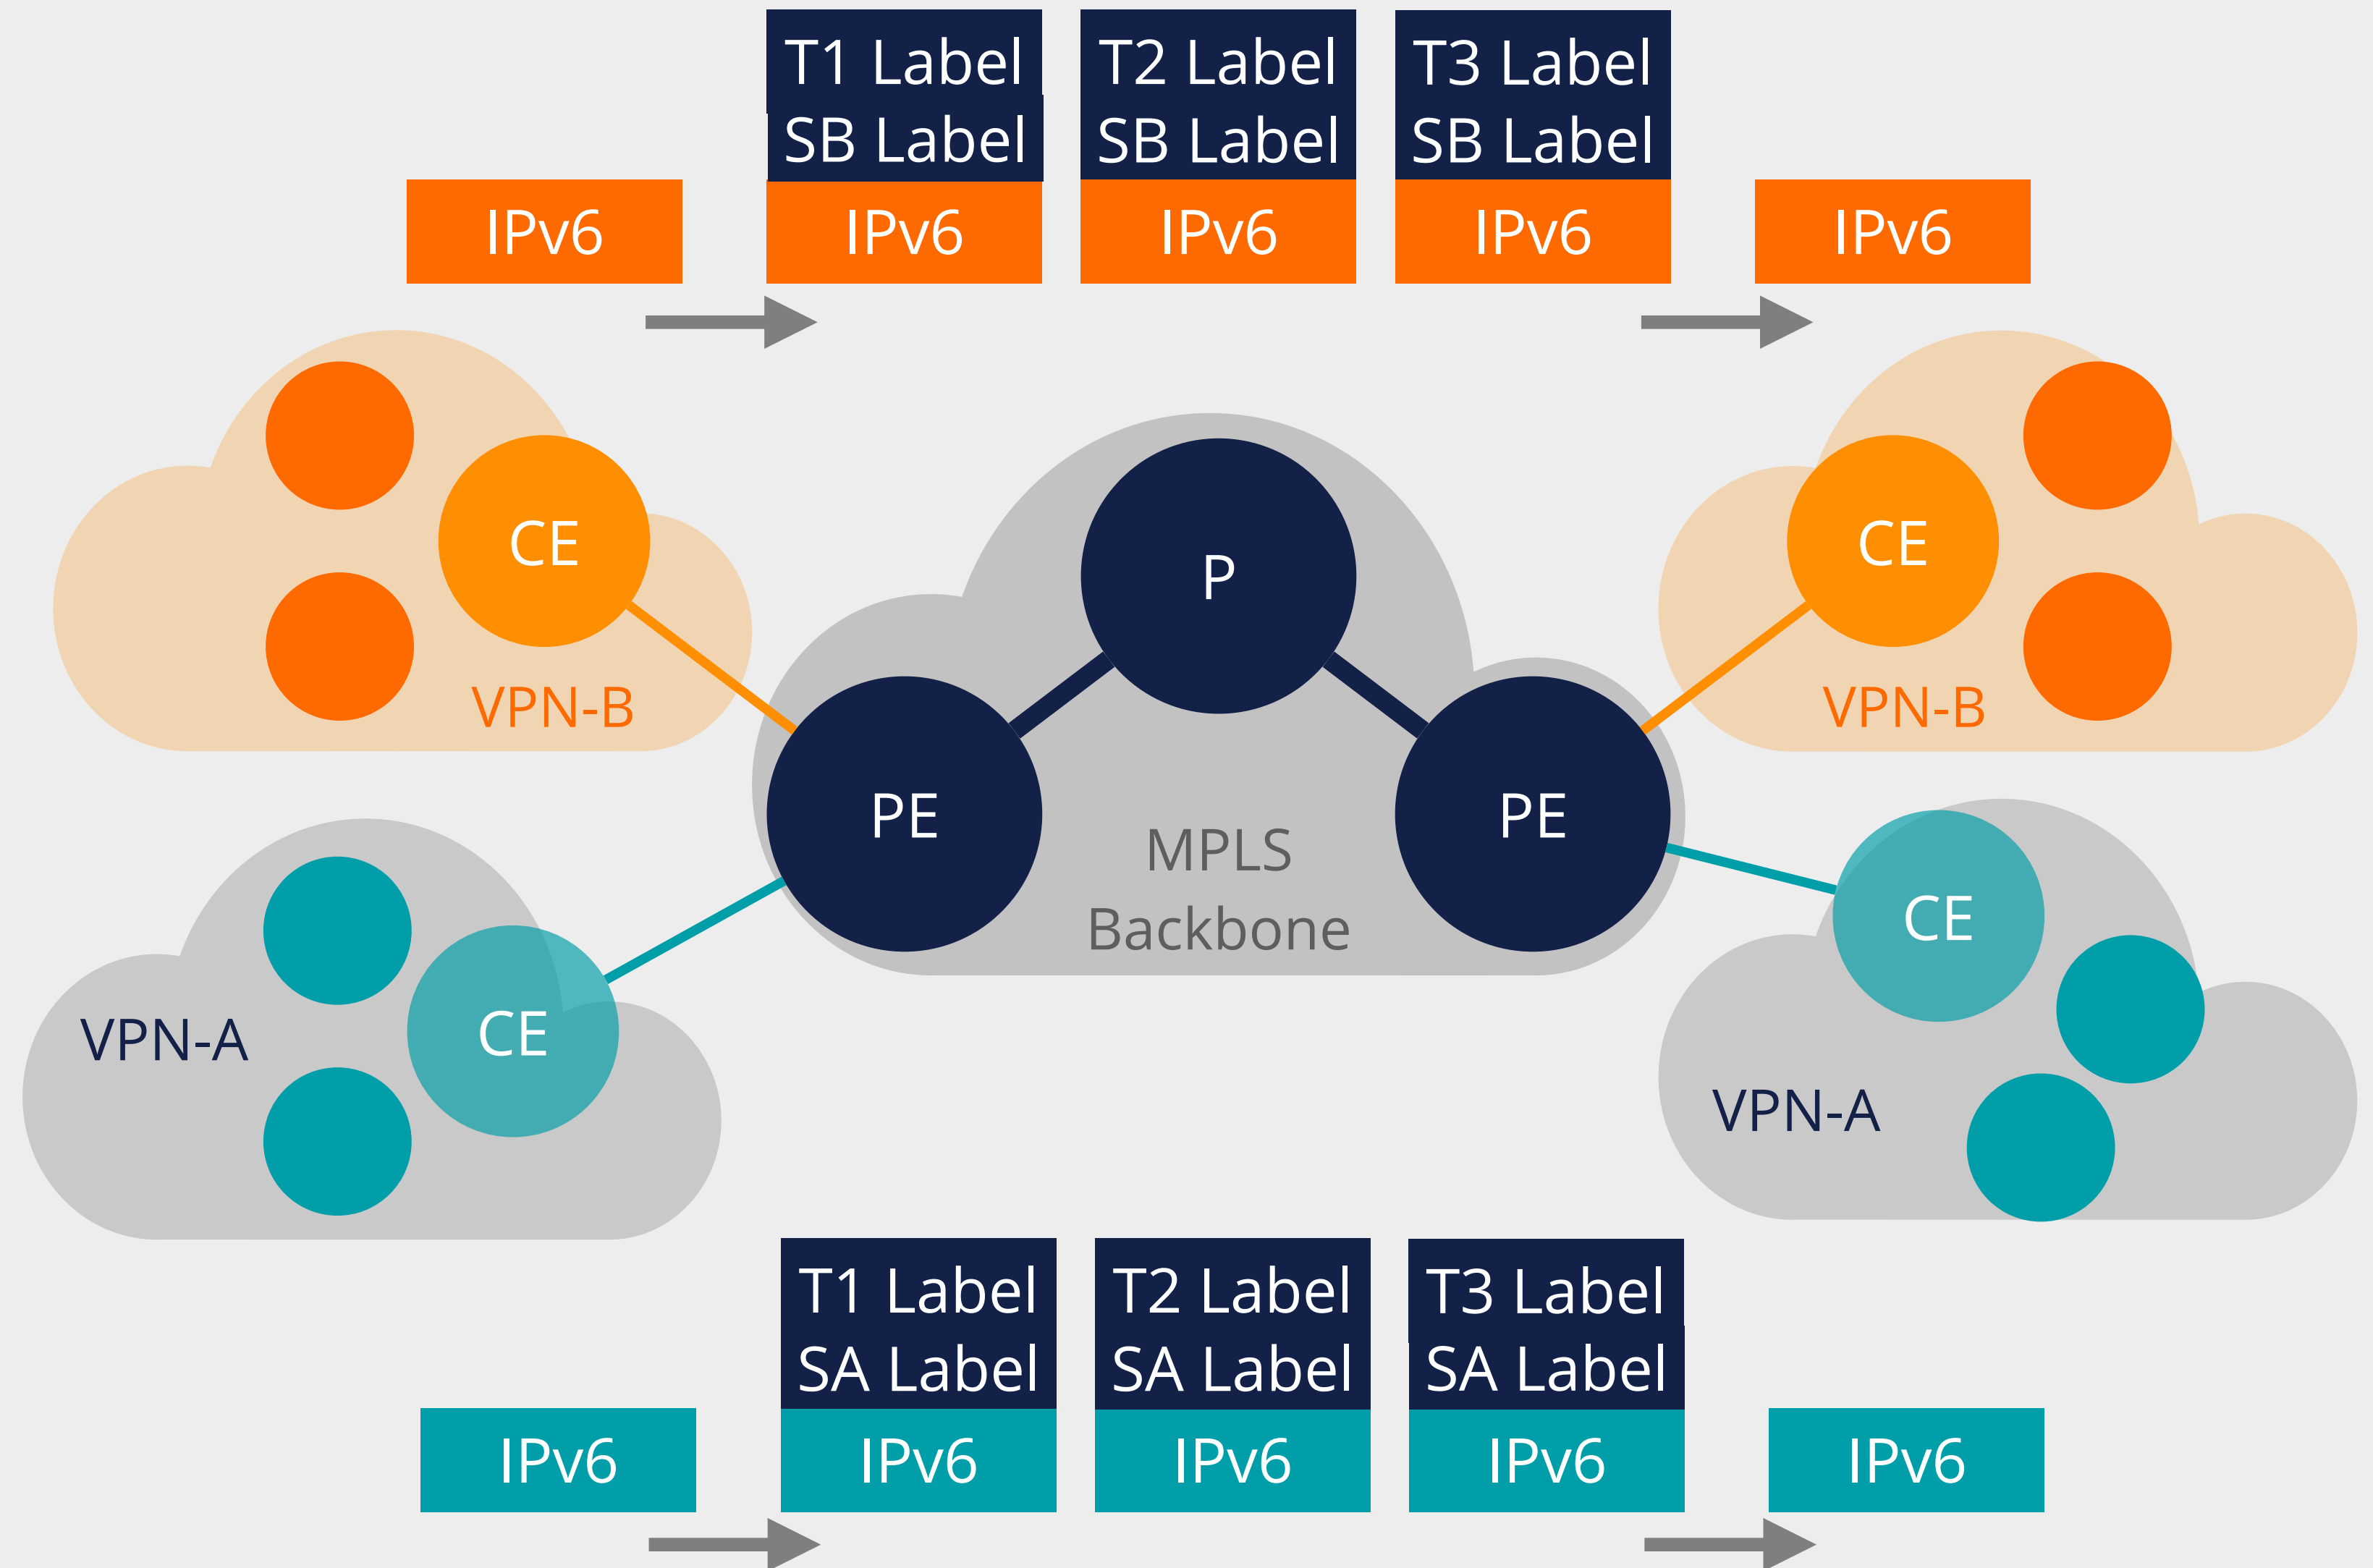 T1 Label
SB Label
T2 Label
SB Label
T3 Label
SB Label
IPv6
IPv6
IPv6
IPv6
IPv6
CE
VPN-B
P
CE
VPN-B
PE
MPLS
Backbone
PE
VPN-A
CE
CE
VPN-A
T1 Label
SA Label
T2 Label
SA Label
T3 Label
SA Label
IPv6
IPv6
IPv6
IPv6
IPv6